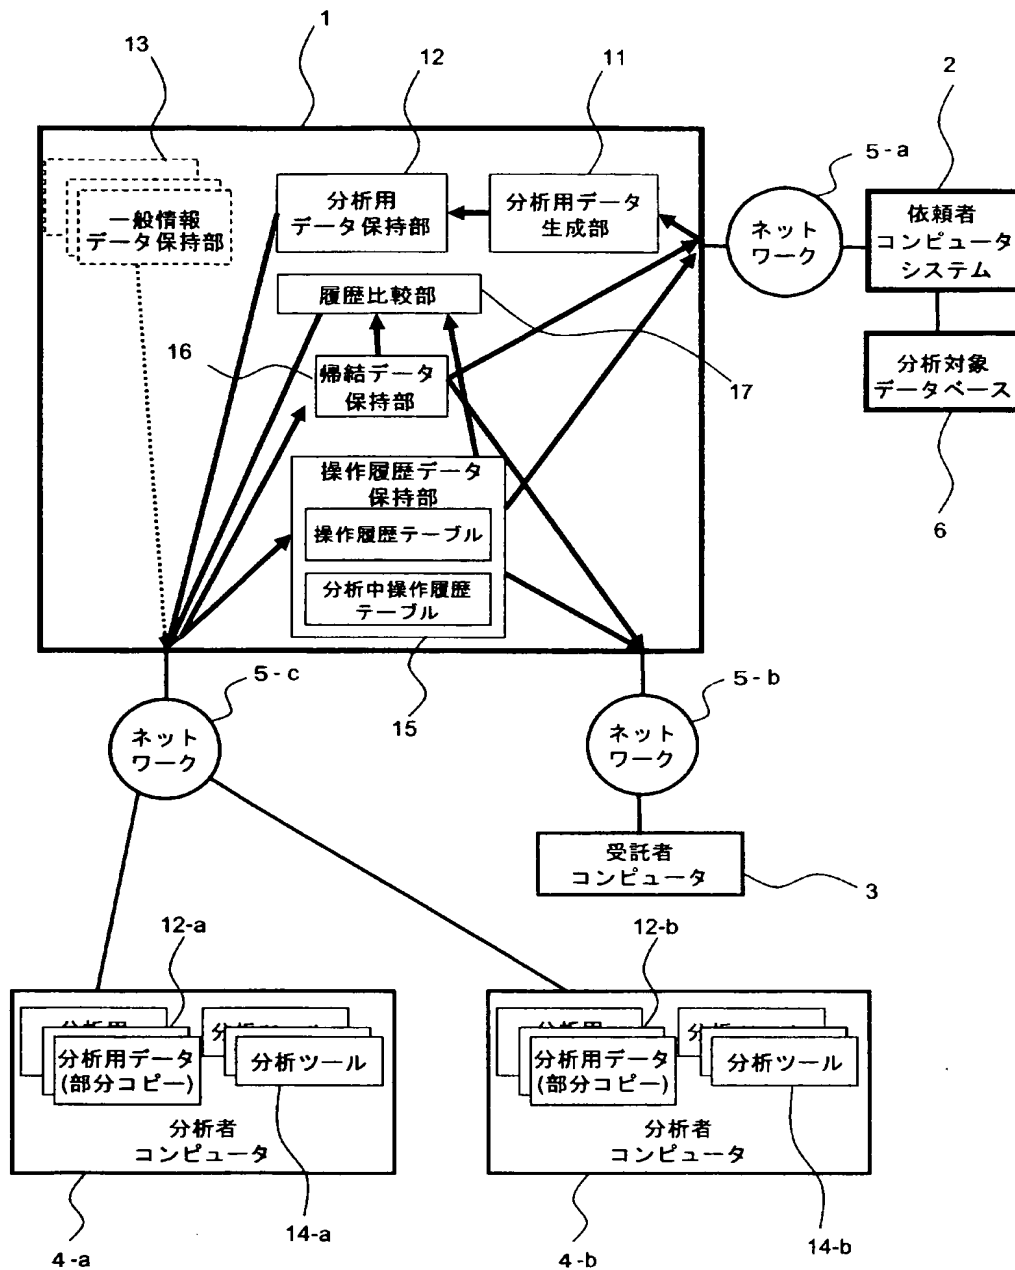 1
13
12
11
2
5-a
一般情報
データ保持部
分析用
データ保持部
分析用データ
生成部
ネット
ワーク
依頼者
コンピュータ
システム
履歴比較部
16
帰結データ
保持部
17
分析対象
データベース
6
操作履歴データ
保持部
操作履歴テーブル
分析中操作履歴
テーブル
15
5-c
5-b
ネット
ワーク
ネット
ワーク
受託者
コンピュータ
3
12-a
12-b
分析用
分析用データ
(部分コピー)
分析ツール
分析者
コンピュータ
分析用
分析用データ
(部分コピー)
分析ツール
分析者
コンピュータ
4-a
14-a
4-b
14-b